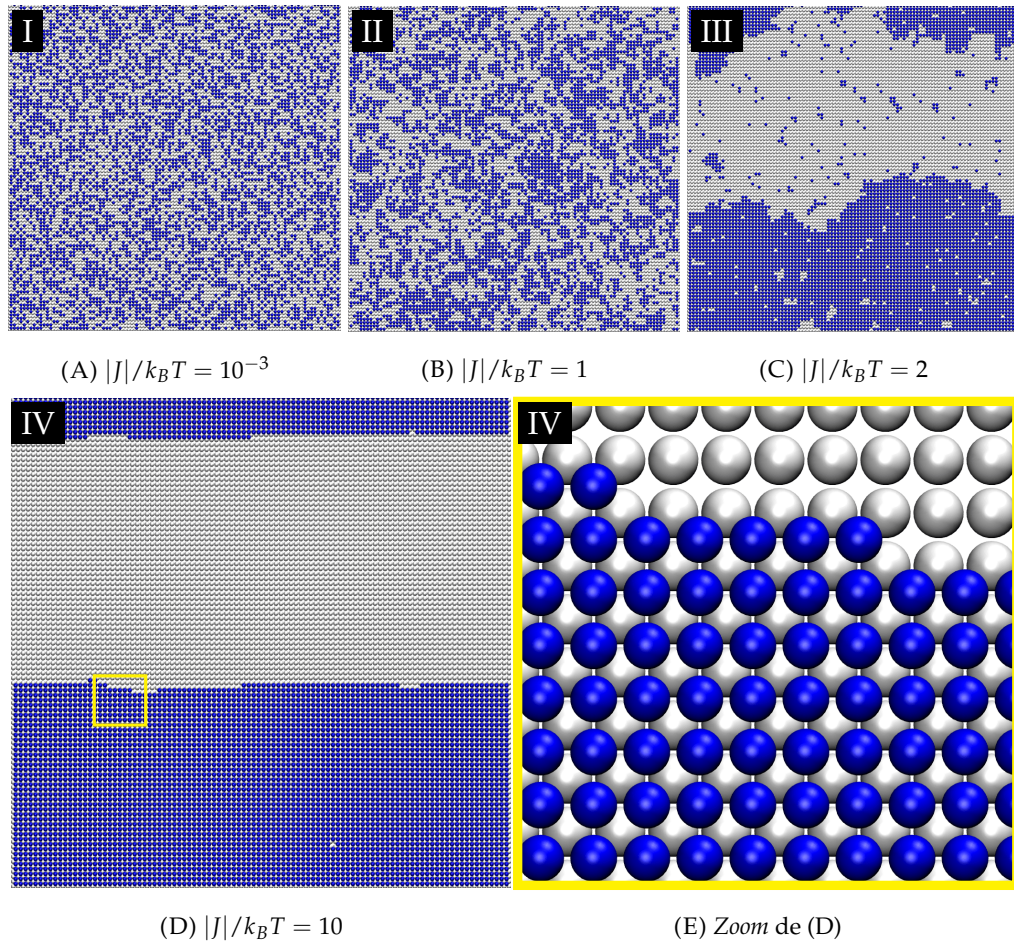 I II III
(A) |J|/k_BT = 10⁻³ (B) |J|/k_BT = 1 (C) |J|/k_BT = 2
IV IV
(D) |J|/k_BT = 10 (E) Zoom de (D)